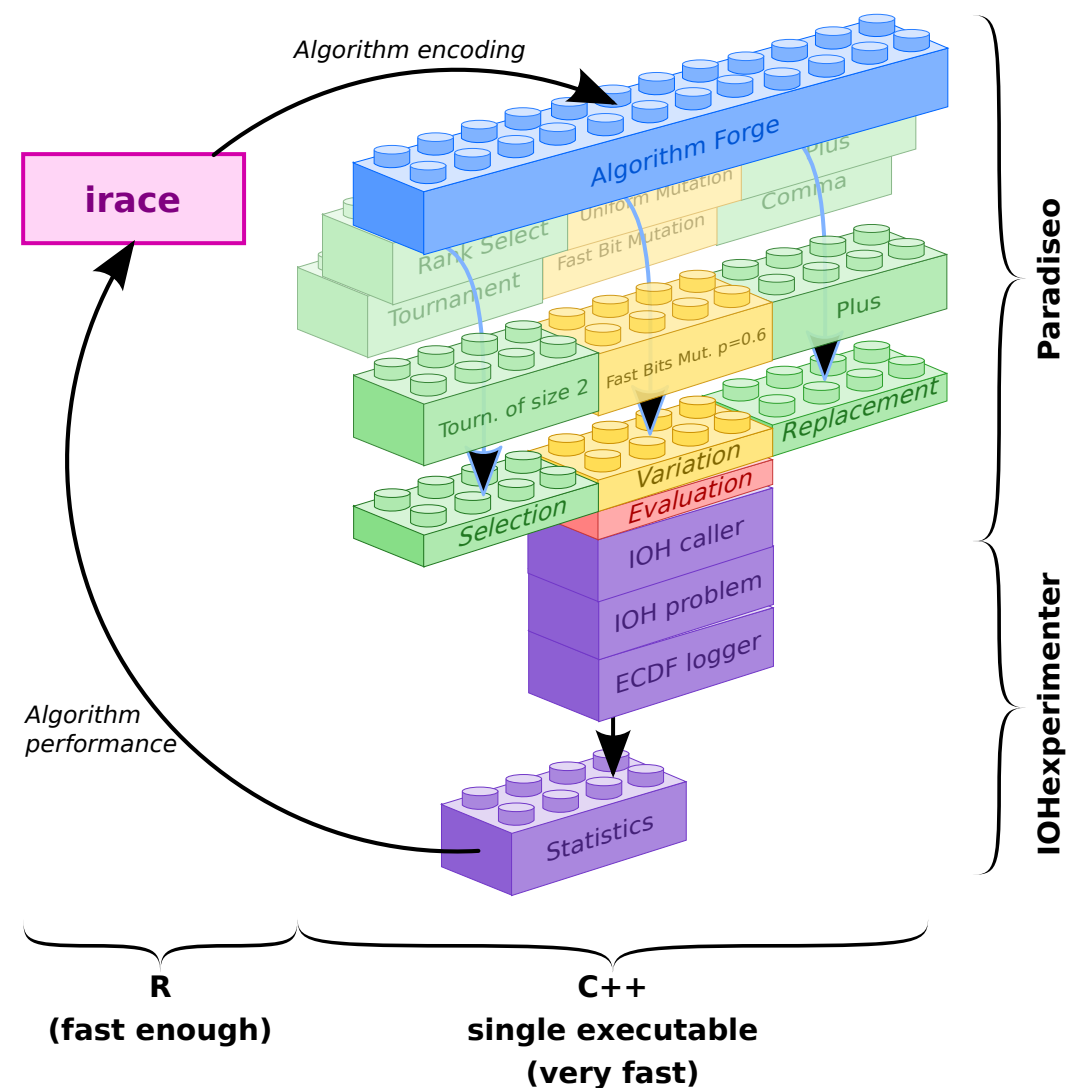 Algorithm encoding
irace
Algorithm Forge
Plus
Uniform Mutation
Rank Select
Comma
Fast Bit Mutation
Tournament
Plus
Fast Bits Mut. p=0.6
Tourn. of size 2
Replacement
Variation
Selection
Evaluation
IOH caller
IOH problem
ECDF logger
Algorithm
performance
Statistics
Paradiseo
IOHexperimenter
R
(fast enough)
C++
single executable
(very fast)